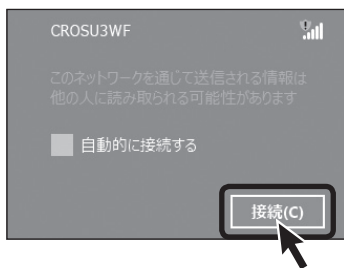 CROSU3WF
このネットワークを通じて送信される情報は
他の人に読み取られる可能性があります
自動的に接続する
接続(C)